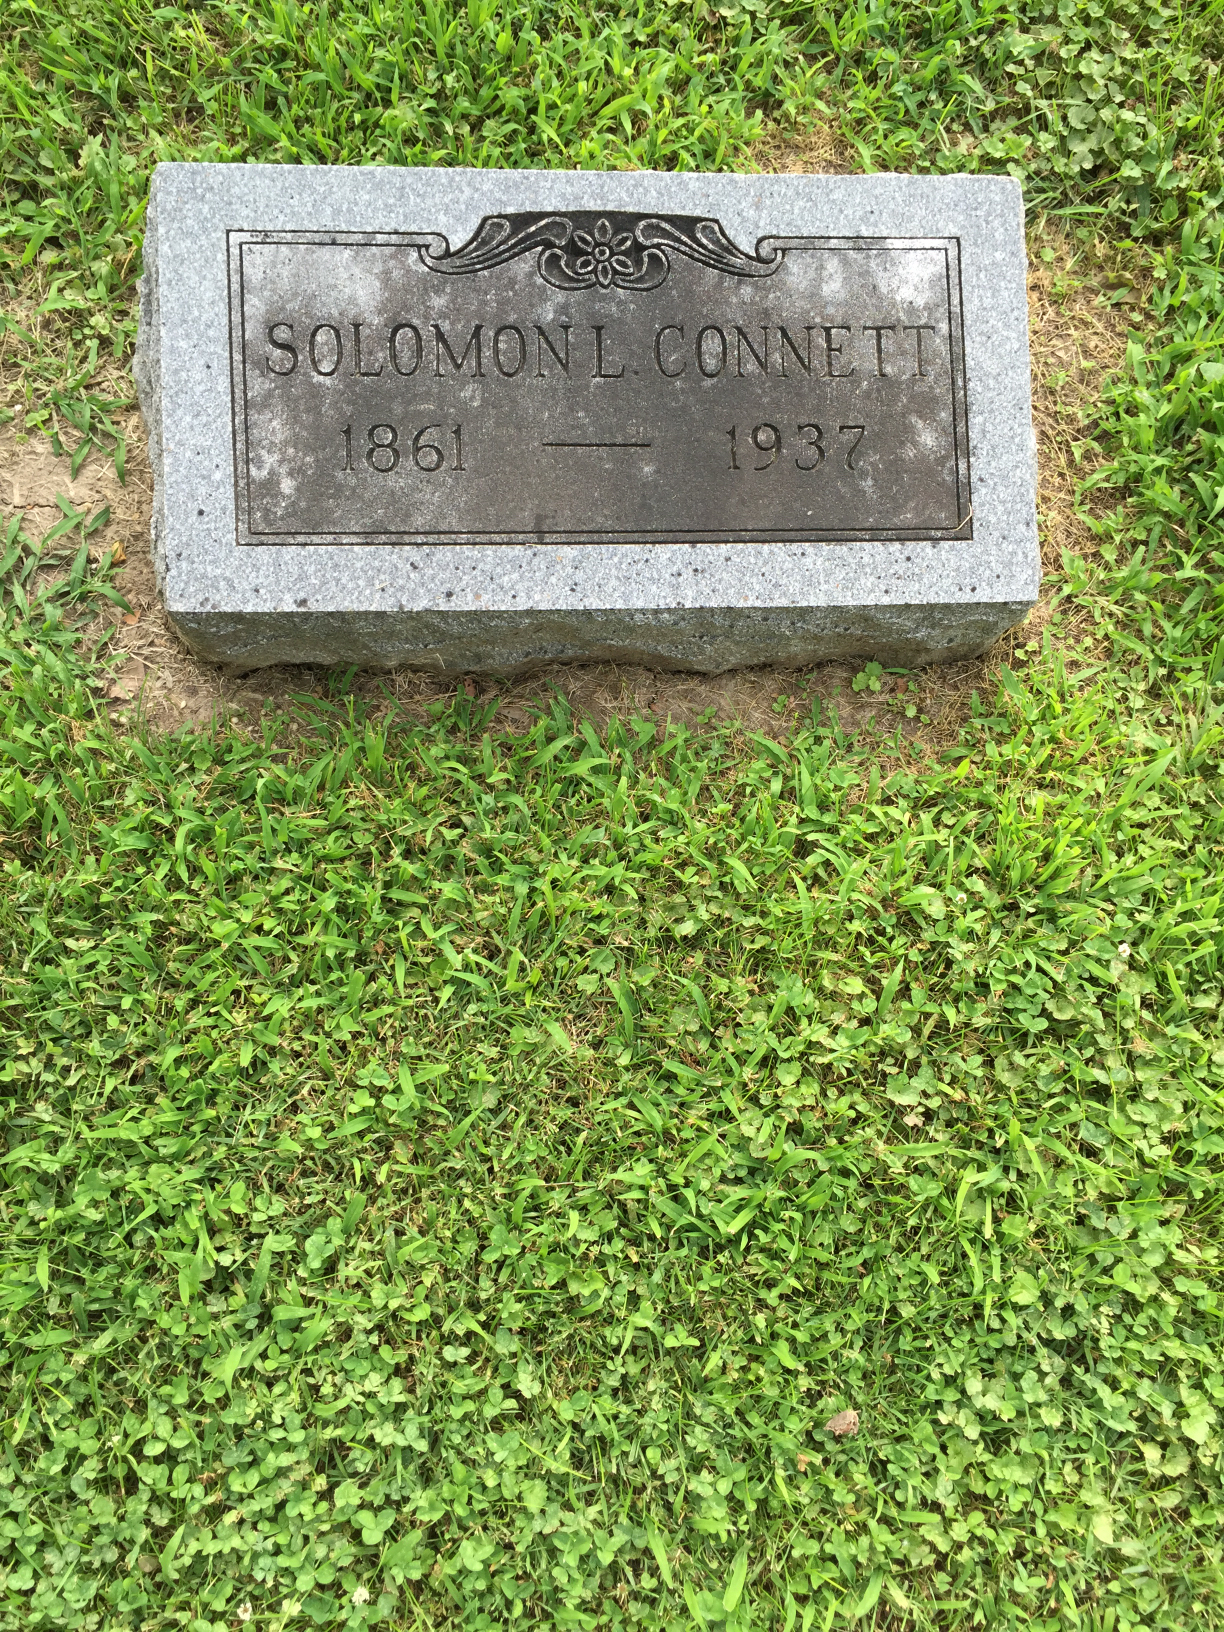 SOLOMON L. CONNETT
1861 — 1937